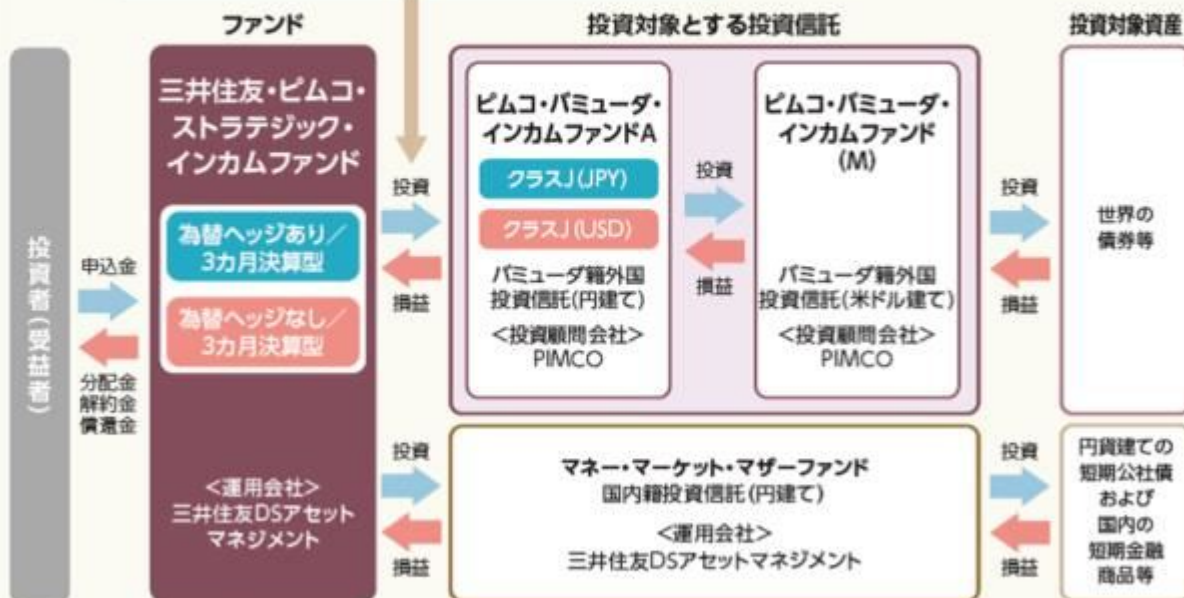 ファンド
投資対象とする投資信託
投資対象資産
投資者(受益者)
申込金
分配金
解約金
償還金
三井住友・ピムコ・
ストラテジック・
インカムファンド
為替ヘッジあり/
3カ月決算型
為替ヘッジなし/
3カ月決算型
<運用会社>
三井住友DSアセット
マネジメント
投資
損益
ピムコ・バミューダ・
インカムファンドA
クラスJ(JPY)
クラスJ(USD)
バミューダ籍外国
投資信託(円建て)
<投資顧問会社>
PIMCO
投資
損益
ピムコ・バミューダ・
インカムファンド
(M)
バミューダ籍外国
投資信託(米ドル建て)
<投資顧問会社>
PIMCO
投資
損益
世界の
債券等
投資
損益
マネー・マーケット・マザーファンド
国内籍投資信託(円建て)
<運用会社>
三井住友DSアセットマネジメント
投資
損益
円貨建ての
短期公社債
および
国内の
短期金融
商品等